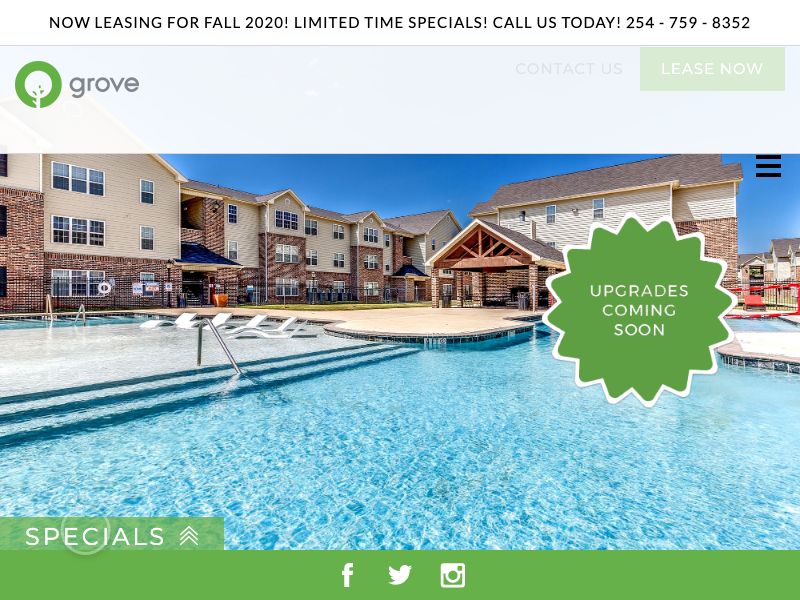 NOW LEASING FOR FALL 2020! LIMITED TIME SPECIALS! CALL US TODAY! 254 - 759 - 8352
grove
CONTACT US
LEASE NOW
UPGRADES
COMING
SOON
SPECIALS